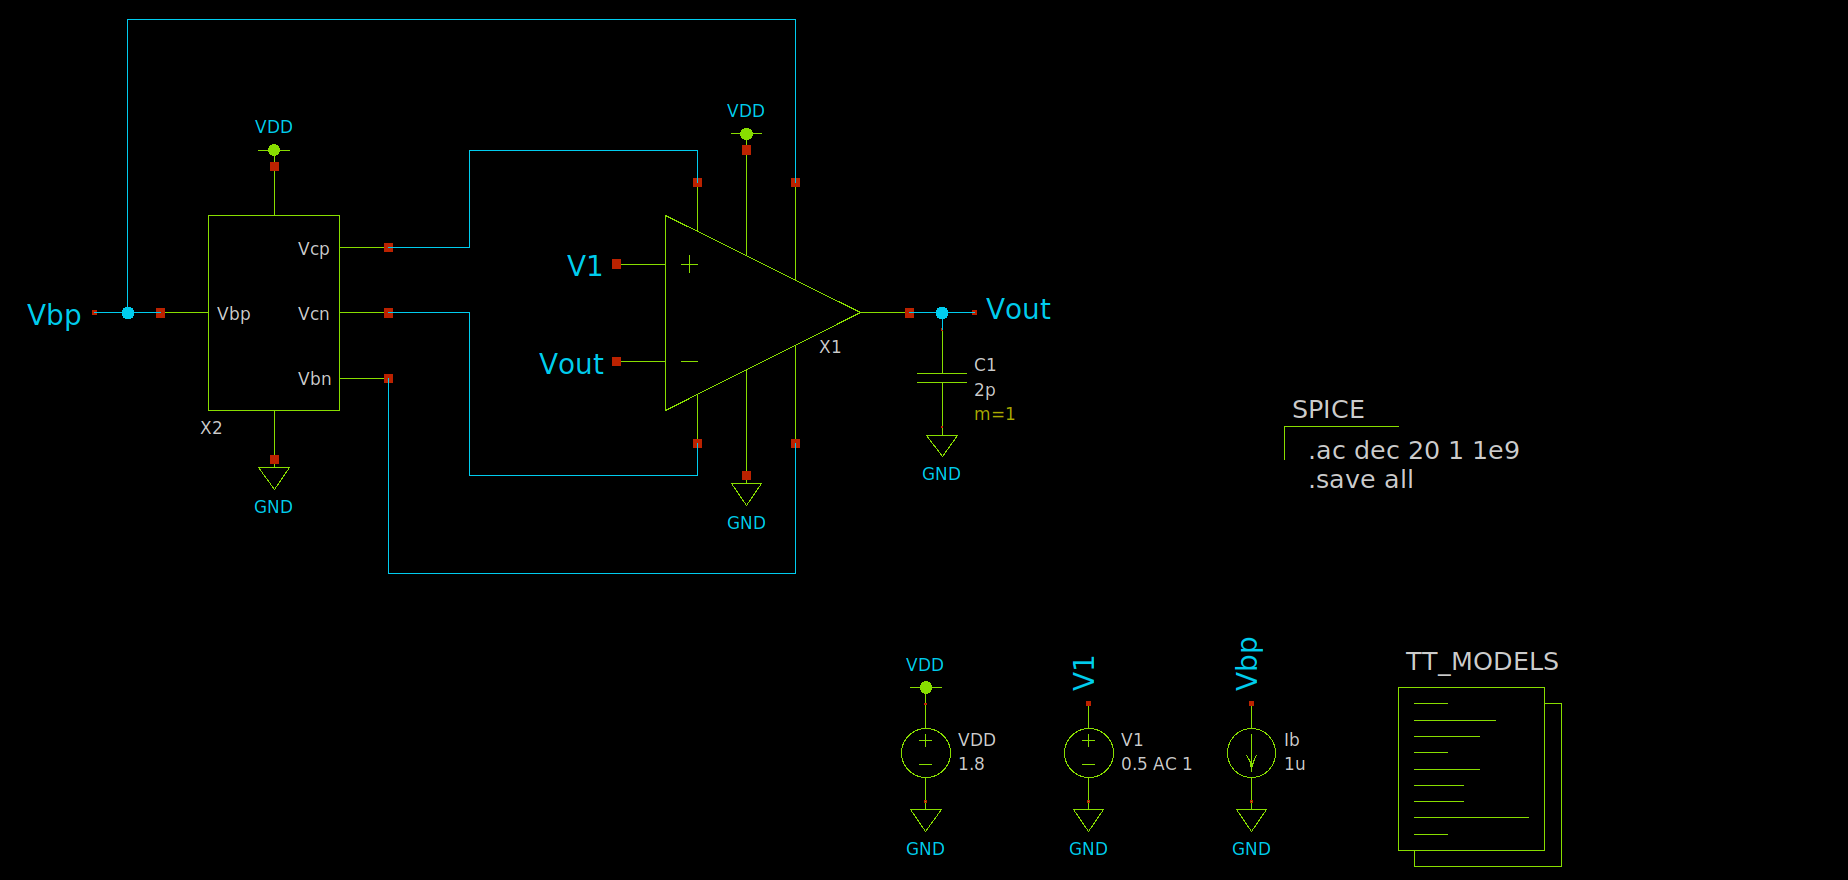 VDD
VDD
Vcp
V1
Vbp
Vbp
Vcn
Vout
X1
Vout
C1
2p
m=1
Vbn
X2
GND
GND
GND
SPICE
.ac dec 20 1 1e9
.save all
VDD
VDD
1.8
GND
V1
V1
0.5 AC 1
GND
Vbp
Ib
1u
GND
TT_MODELS